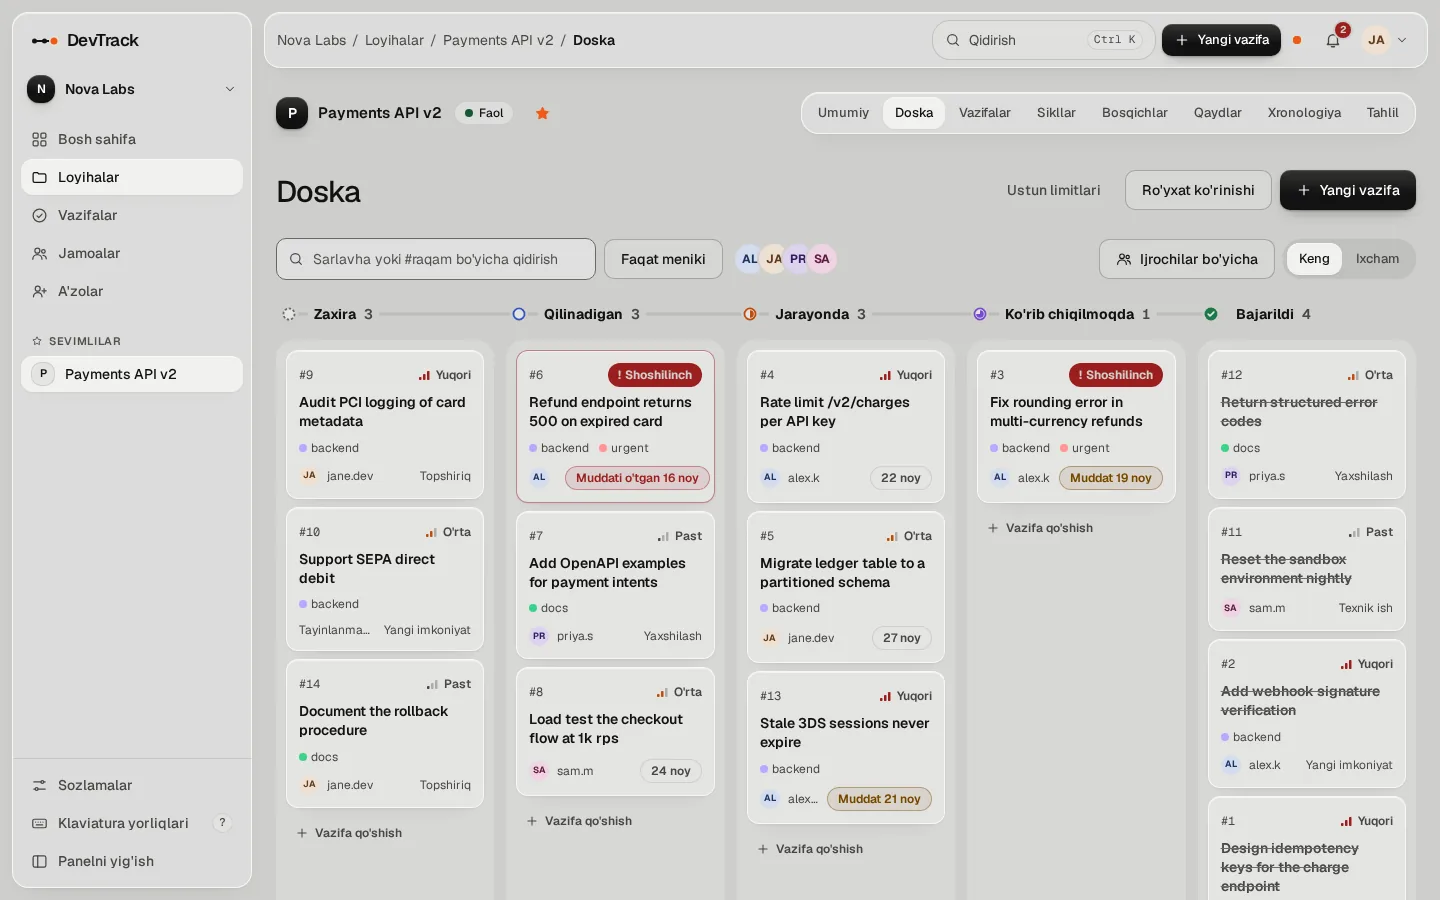 DevTrack
N Nova Labs
Bosh sahifa
Loyihalar
Vazifalar
Jamoalar
A'zolar
SEVIMLILAR
P Payments API v2
Sozlamalar
Klaviatura yorliqlari ?
Panelni yig'ish
Nova Labs / Loyihalar / Payments API v2 / Doska
Qidirish Ctrl K
+ Yangi vazifa
2
JA
P Payments API v2 Faol
Umumiy Doska Vazifalar Sikllar Bosqichlar Qaydlar Xronologiya Tahlil
Doska
Ustun limitlari Ro'yxat ko'rinishi + Yangi vazifa
Sarlavha yoki #raqam bo'yicha qidirish
Faqat meniki
AL JA PR SA
Ijrochilar bo'yicha
Keng Ixcham
Zaxira 3
#9 Yuqori
Audit PCI logging of card
metadata
backend
JA jane.dev Topshiriq
#10 O'rta
Support SEPA direct
debit
backend
Tayinlanma... Yangi imkoniyat
#14 Past
Document the rollback
procedure
docs
JA jane.dev Topshiriq
+ Vazifa qo'shish
Qilinadigan 3
#6 ! Shoshilinch
Refund endpoint returns
500 on expired card
backend urgent
AL Muddati o'tgan 16 noy
#7 Past
Add OpenAPI examples
for payment intents
docs
PR priya.s Yaxshilash
#8 O'rta
Load test the checkout
flow at 1k rps
SA sam.m 24 noy
+ Vazifa qo'shish
Jarayonda 3
#4 Yuqori
Rate limit /v2/charges
per API key
backend
AL alex.k 22 noy
#5 O'rta
Migrate ledger table to a
partitioned schema
backend
JA jane.dev 27 noy
#13 Yuqori
Stale 3DS sessions never
expire
backend
AL alex... Muddat 21 noy
+ Vazifa qo'shish
Ko'rib chiqilmoqda 1
#3 ! Shoshilinch
Fix rounding error in
multi-currency refunds
backend urgent
AL alex.k Muddat 19 noy
+ Vazifa qo'shish
Bajarildi 4
#12 O'rta
Return structured error
codes
docs
PR priya.s Yaxshilash
#11 Past
Reset the sandbox
environment nightly
SA sam.m Texnik ish
#2 Yuqori
Add webhook signature
verification
backend
AL alex.k Yangi imkoniyat
#1 Yuqori
Design idempotency
keys for the charge
endpoint